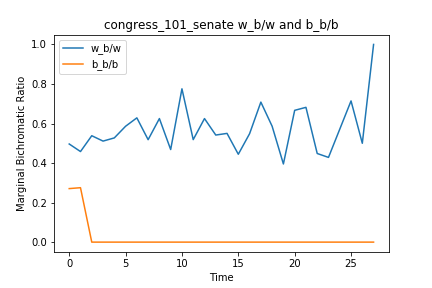 congress_101_senate w_b/w and b_b/b
w_b/w
b_b/b
Marginal Bichromatic Ratio
1.0
0.8
0.6
0.4
0.2
0.0
0 5 10 15 20 25
Time